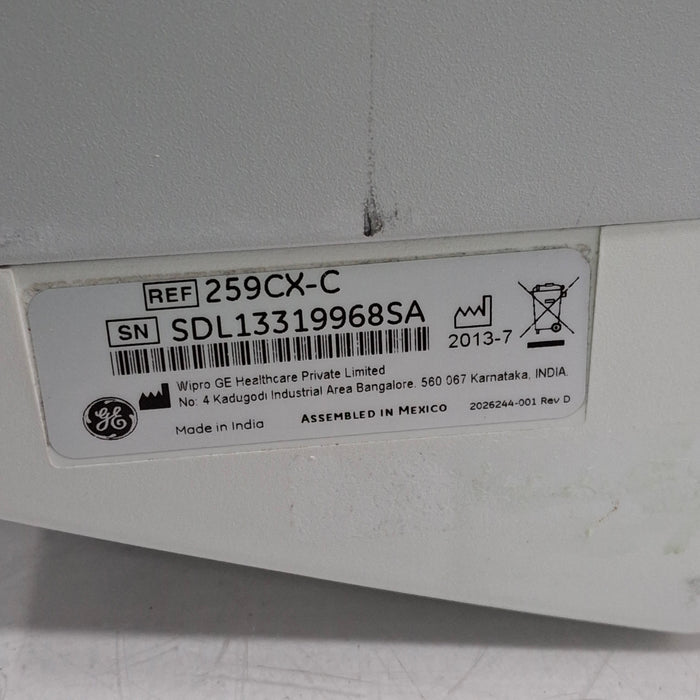 REF 259CX-C
SN SDL13319968SA
2013-7
Wipro GE Healthcare Private Limited
No: 4 Kadugodi Industrial Area Bangalore. 560 067 Karnataka, INDIA.
GE
Made in India
ASSEMBLED IN MEXICO
2026244-001 Rev D